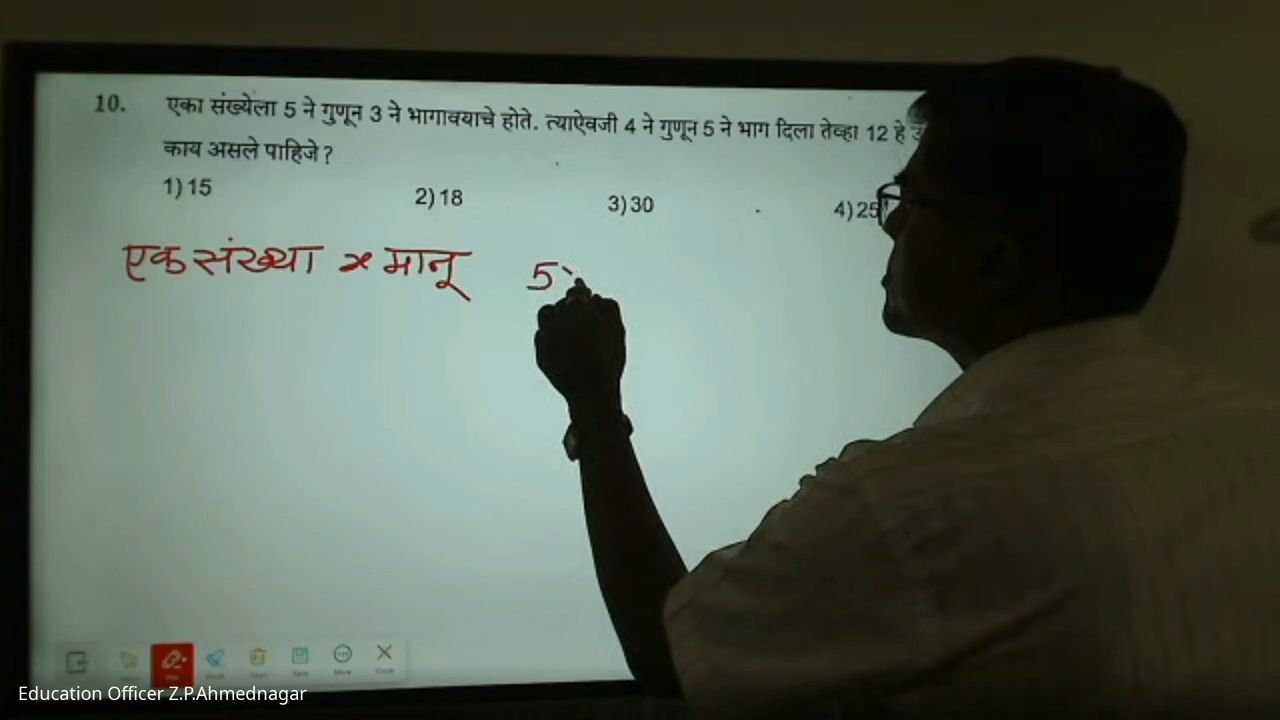 10. एका संख्येला 5 ने गुणून 3 ने भागावयाचे होते. त्याऐवजी 4 ने गुणून 5 ने भाग दिला तेव्हा 12 हे
काय असले पाहिजे ?
1) 15 2) 18 3) 30 4) 25
एक संख्या x मानू 5
Education Officer Z.P.Ahmednagar